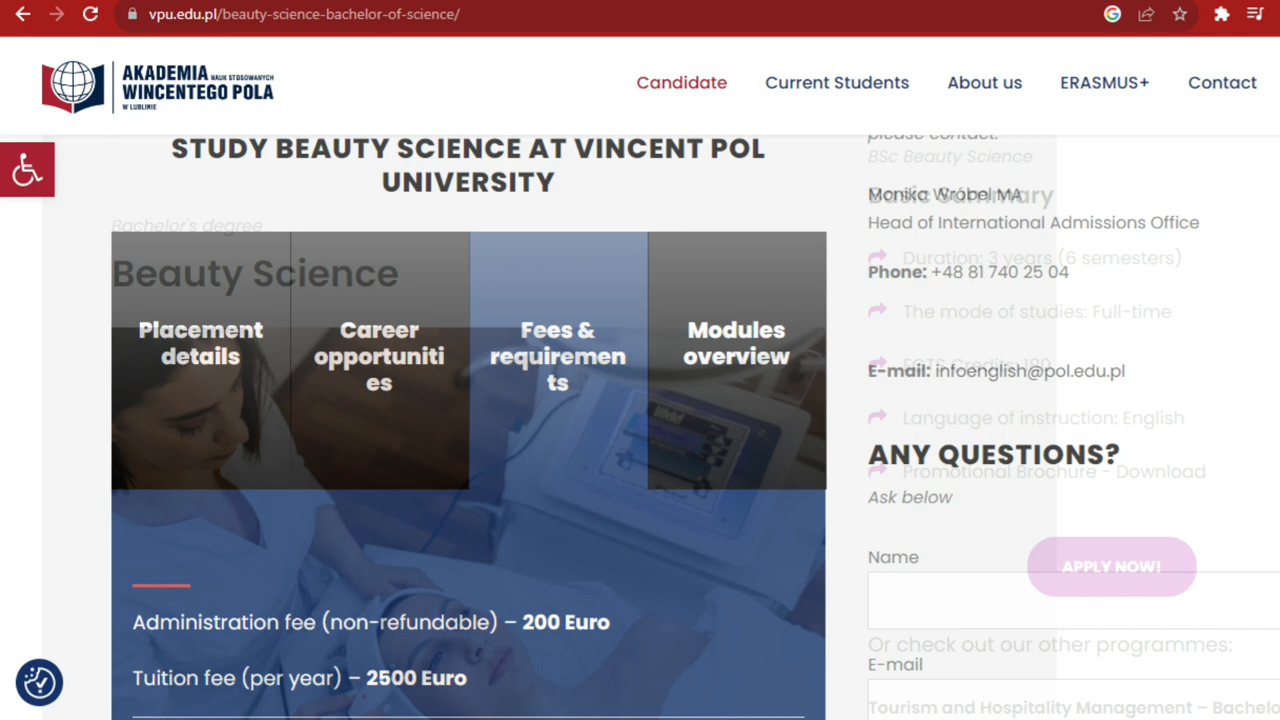 vpu.edu.pl/beauty-science-bachelor-of-science/
AKADEMIA NAUK STOSOWANYCH
WINCENTEGO POLA
W LUBLINIE
Candidate
Current Students
About us
ERASMUS+
Contact
STUDY BEAUTY SCIENCE AT VINCENT POL
UNIVERSITY
Bachelor's degree
Beauty Science
Placement
details
Career
opportuniti
es
Fees &
requiremen
ts
Modules
overview
Administration fee (non-refundable) – 200 Euro
Tuition fee (per year) – 2500 Euro
please contact:
BSc Beauty Science
Monika Wróbel MA
Basic Summary
Head of International Admissions Office
Duration: 3 years (6 semesters)
Phone: +48 81 740 25 04
The mode of studies: Full-time
ECTS Credits: 180
E-mail: infoenglish@pol.edu.pl
Language of instruction: English
ANY QUESTIONS?
Promotional Brochure - Download
Ask below
Name
APPLY NOW!
Or check out our other programmes:
E-mail
Tourism and Hospitality Management – Bachelo